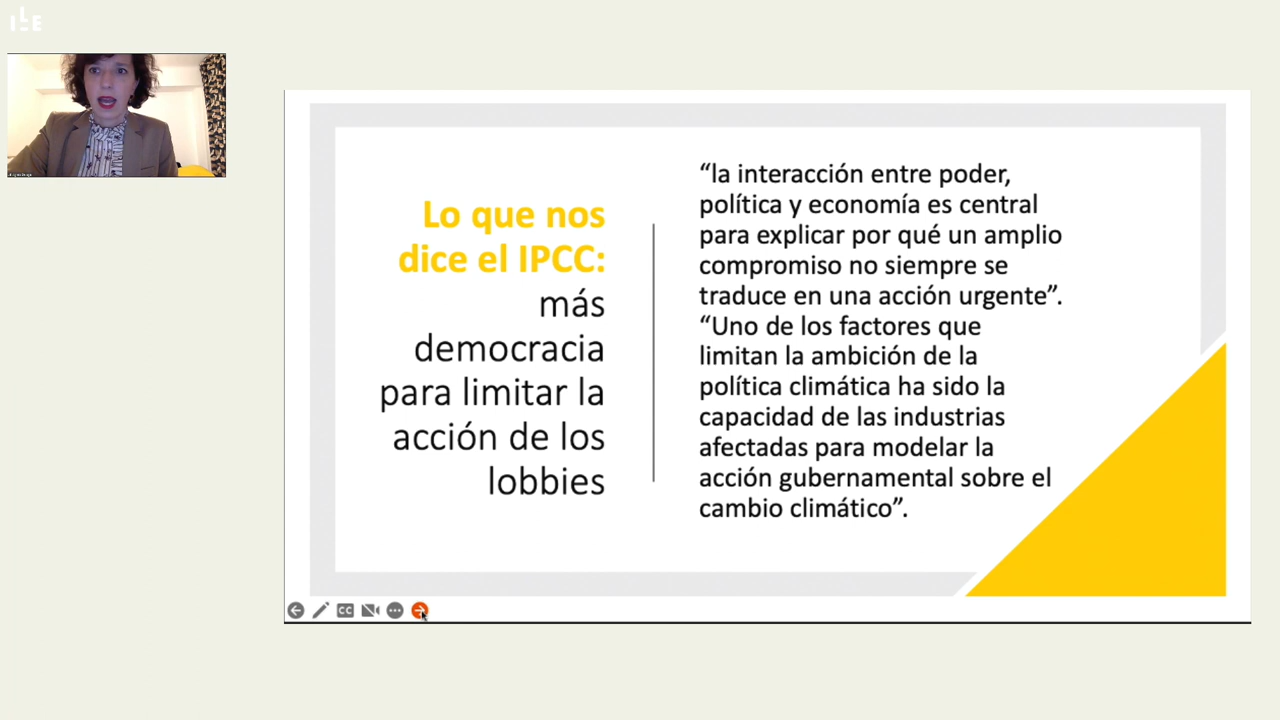 ILE
Lo que nos
dice el IPCC:
más
democracia
para limitar la
acción de los
lobbies
“la interacción entre poder,
política y economía es central
para explicar por qué un amplio
compromiso no siempre se
traduce en una acción urgente”.
“Uno de los factores que
limitan la ambición de la
política climática ha sido la
capacidad de las industrias
afectadas para modelar la
acción gubernamental sobre el
cambio climático”.
CC